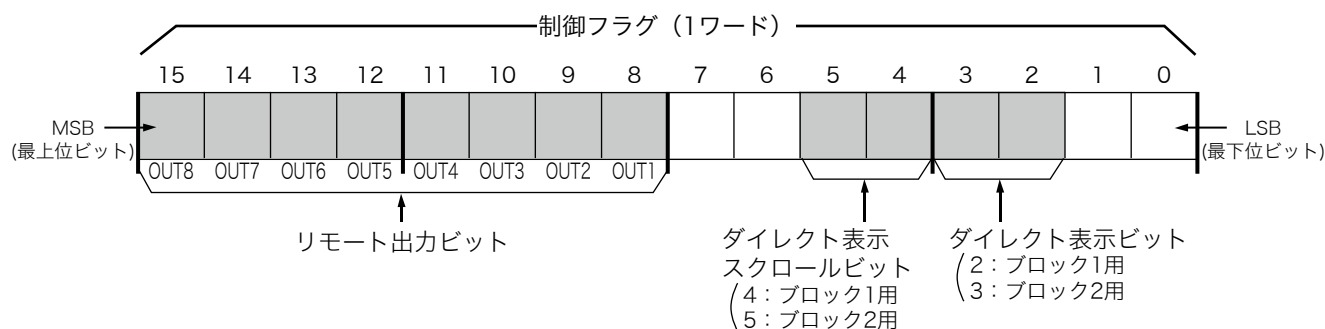 制御フラグ（1ワード）
15 14 13 12 11 10 9 8 7 6 5 4 3 2 1 0
MSB
(最上位ビット)
LSB
(最下位ビット)
OUT8 OUT7 OUT6 OUT5 OUT4 OUT3 OUT2 OUT1
リモート出力ビット
ダイレクト表示
スクロールビット
4：ブロック1用
5：ブロック2用
ダイレクト表示ビット
2：ブロック1用
3：ブロック2用